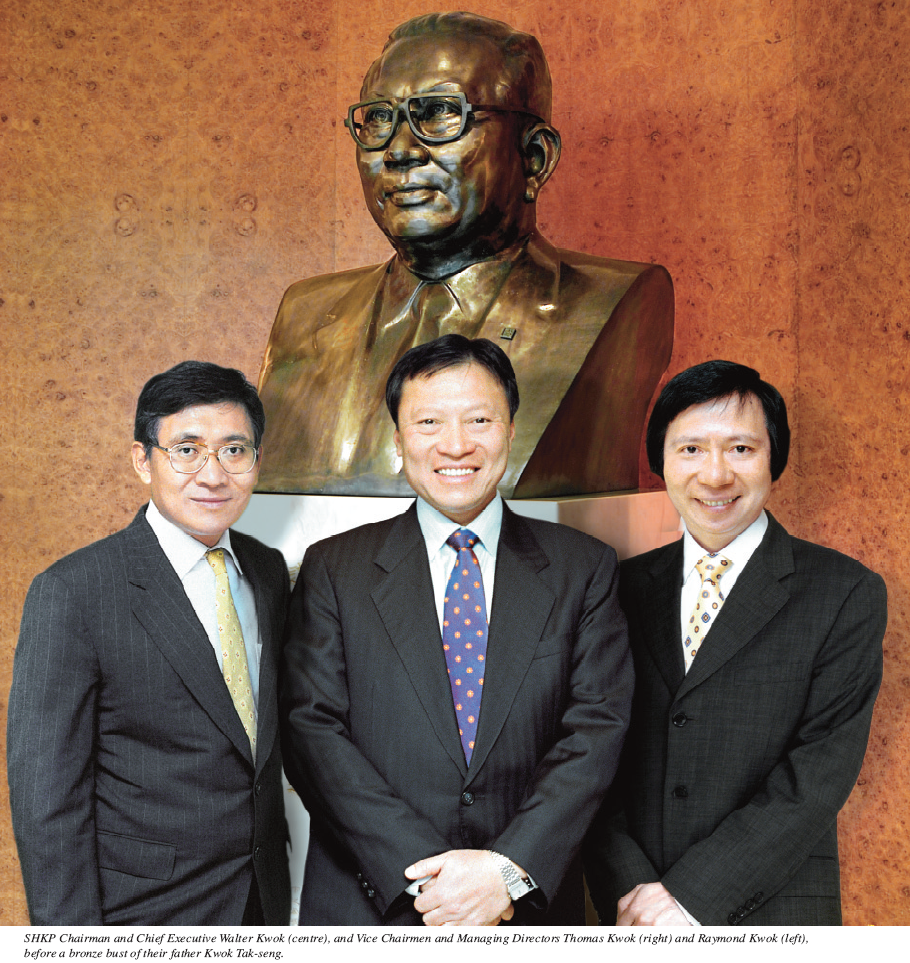 SHKP Chairman and Chief Executive Walter Kwok (centre), and Vice Chairmen and Managing Directors Thomas Kwok (right) and Raymond Kwok (left),
before a bronze bust of their father Kwok Tak-seng.